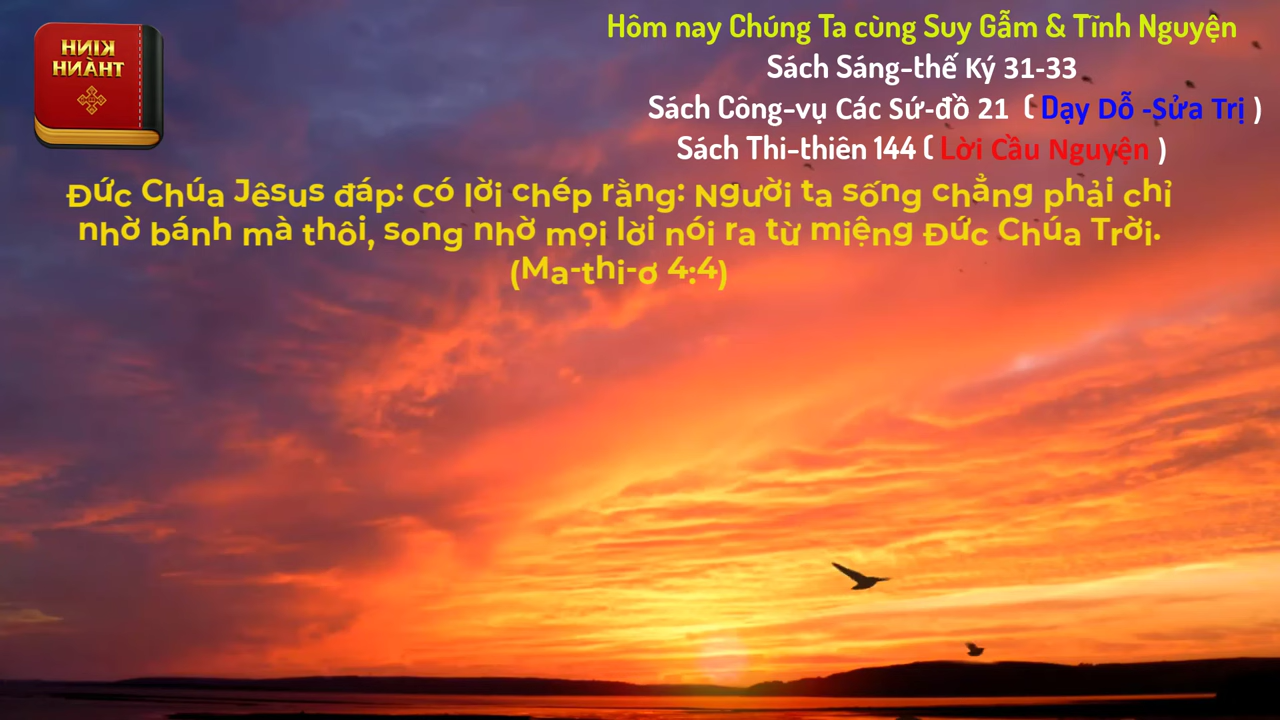 KINH
THÀNH
Hôm nay Chúng Ta cùng Suy Gẫm & Tĩnh Nguyện
Sách Sáng-thế Ký 31-33
Sách Công-vụ Các Sứ-đồ 21 ( Dạy Dỗ -Sửa Trị )
Sách Thi-thiên 144 ( Lời Cầu Nguyện )
Đức Chúa Jêsus đáp: Có lời chép rằng: Người ta sống chẳng phải chỉ
nhờ bánh mà thôi, song nhờ mọi lời nói ra từ miệng Đức Chúa Trời.
(Ma-thi-ơ 4:4)